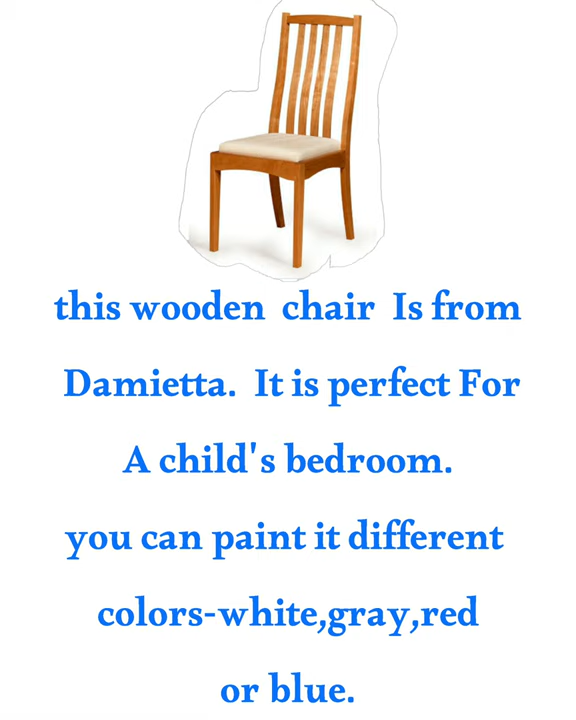 this wooden chair Is from
Damietta. It is perfect For
A child's bedroom.
you can paint it different
colors-white,gray,red
or blue.